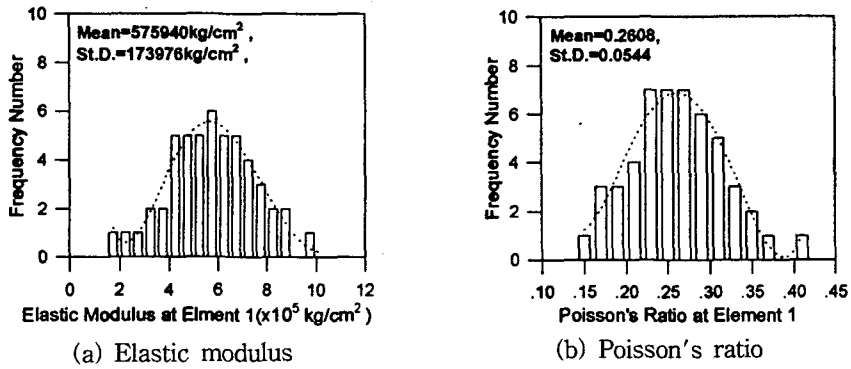 10
8
6
4
2
0
Frequency Number
Mean=575940kg/cm²,
St.D.=173976kg/cm²,
0 2 4 6 8 10 12
Elastic Modulus at Elment 1(x10⁵ kg/cm²)
(a) Elastic modulus
10
8
6
4
2
0
Frequency Number
Mean=0.2608,
St.D.=0.0544
.10 .15 .20 .25 .30 .35 .40 .45
Poisson's Ratio at Element 1
(b) Poisson's ratio